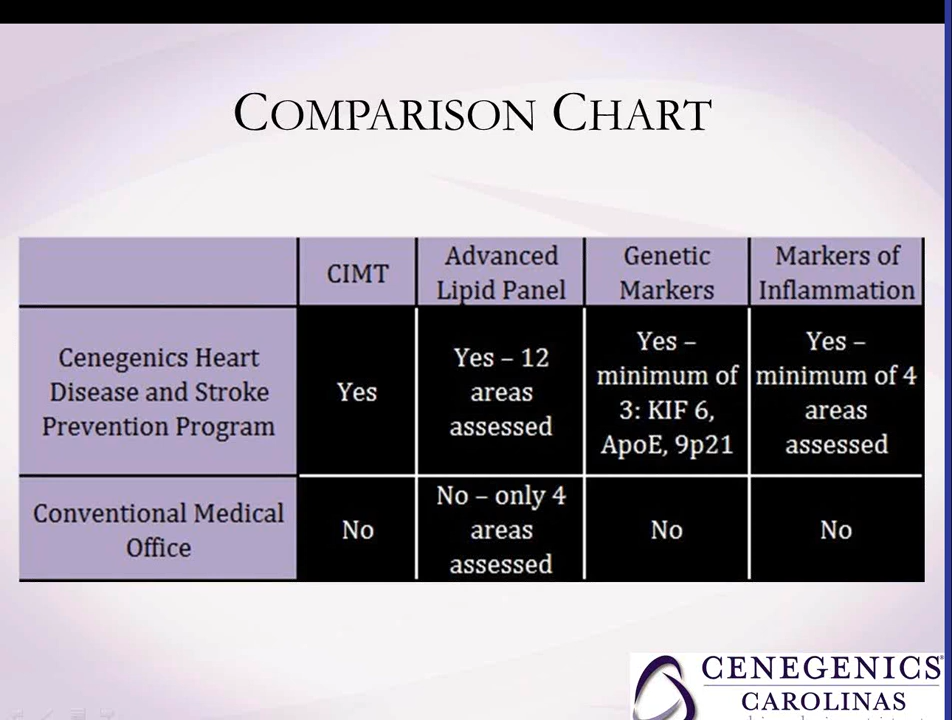 COMPARISON CHART
CIMT
Advanced
Lipid Panel
Genetic
Markers
Markers of
Inflammation
Cenegenics Heart
Disease and Stroke
Prevention Program
Yes
Yes – 12
areas
assessed
Yes –
minimum of
3: KIF 6,
ApoE, 9p21
Yes –
minimum of 4
areas
assessed
Conventional Medical
Office
No
No – only 4
areas
assessed
No
No
CENEGENICS®
CAROLINAS